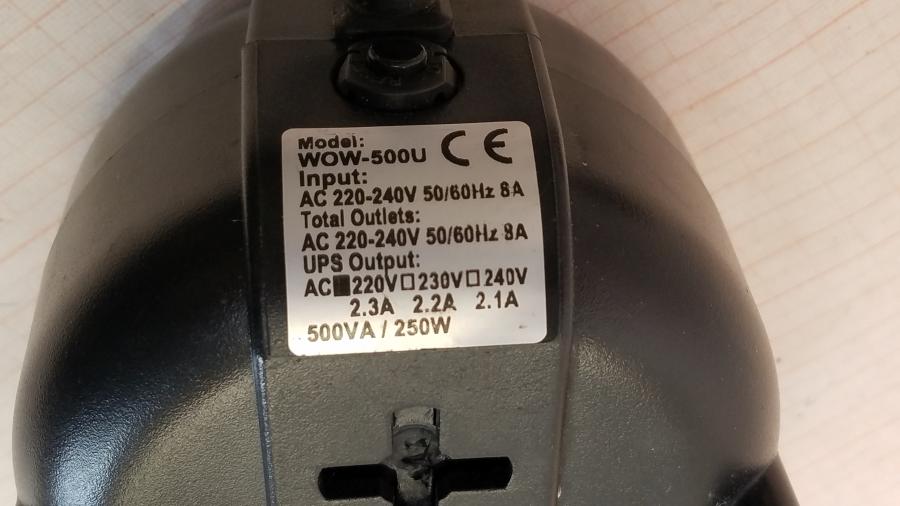 Model:
WOW-500U CE
Input:
AC 220-240V 50/60Hz 8A
Total Outlets:
AC 220-240V 50/60Hz 8A
UPS Output:
AC■220V□230V□240V
2.3A 2.2A 2.1A
500VA / 250W